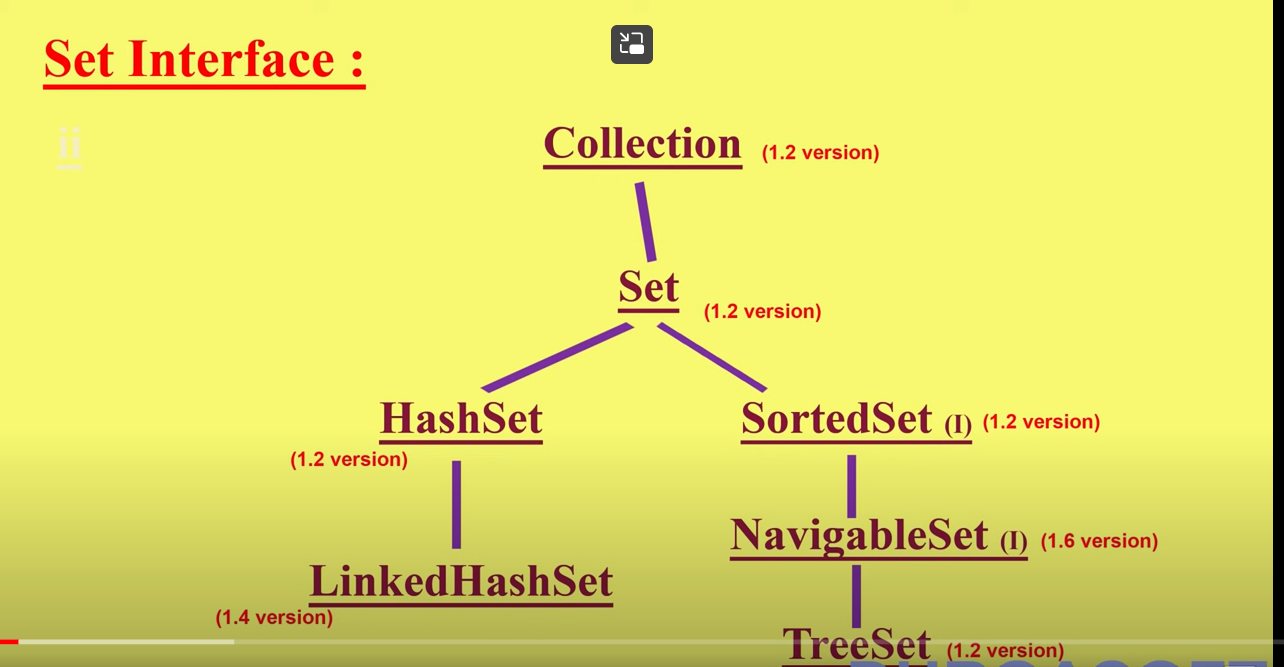 Set Interface :
ii
Collection (1.2 version)
Set (1.2 version)
HashSet (1.2 version)
SortedSet (I) (1.2 version)
NavigableSet (I) (1.6 version)
LinkedHashSet (1.4 version)
TreeSet (1.2 version)